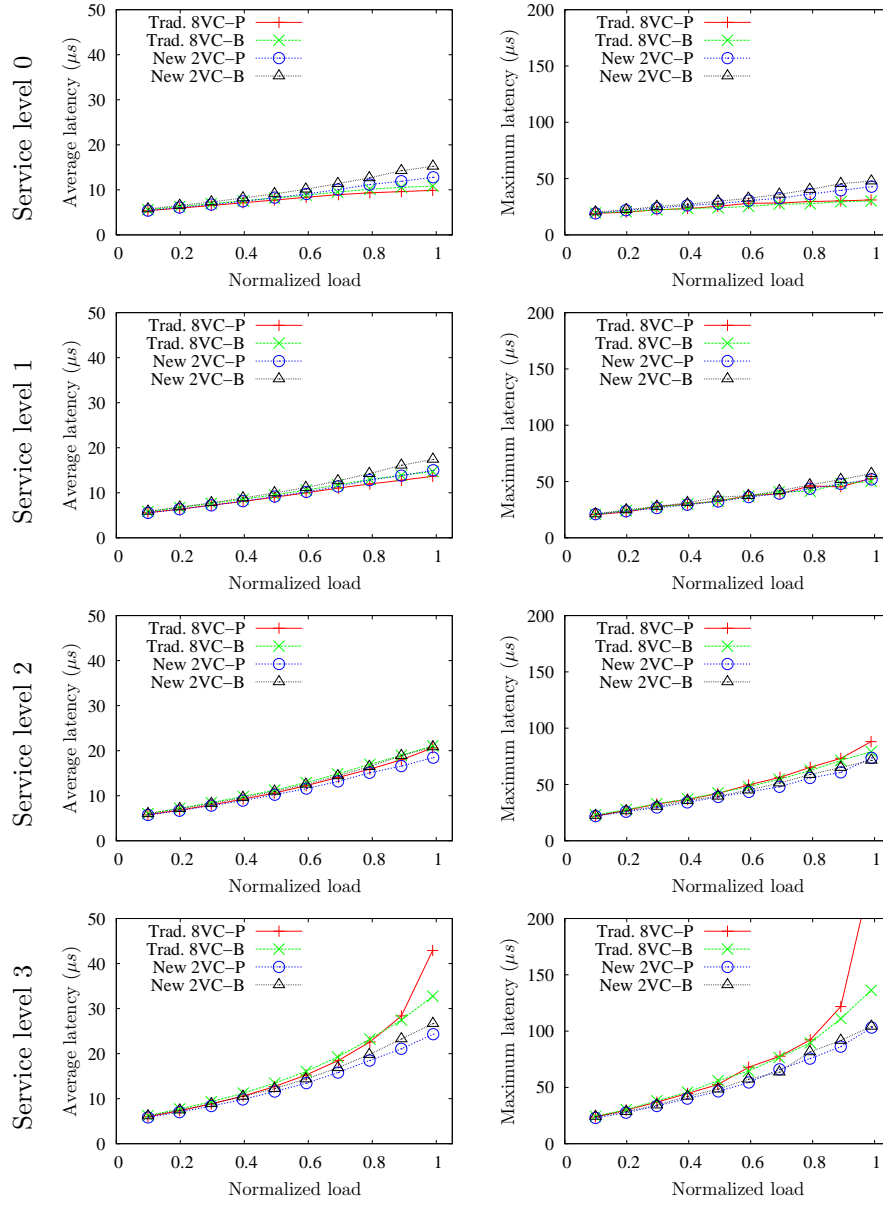 Service level 0
Average latency (μs)
50
40
30
20
10
0
Trad. 8VC−P
Trad. 8VC−B
New 2VC−P
New 2VC−B
0 0.2 0.4 0.6 0.8 1
Normalized load
Maximum latency (μs)
200
150
100
50
0
Trad. 8VC−P
Trad. 8VC−B
New 2VC−P
New 2VC−B
0 0.2 0.4 0.6 0.8 1
Normalized load
Service level 1
Average latency (μs)
50
40
30
20
10
0
Trad. 8VC−P
Trad. 8VC−B
New 2VC−P
New 2VC−B
0 0.2 0.4 0.6 0.8 1
Normalized load
Maximum latency (μs)
200
150
100
50
0
Trad. 8VC−P
Trad. 8VC−B
New 2VC−P
New 2VC−B
0 0.2 0.4 0.6 0.8 1
Normalized load
Service level 2
Average latency (μs)
50
40
30
20
10
0
Trad. 8VC−P
Trad. 8VC−B
New 2VC−P
New 2VC−B
0 0.2 0.4 0.6 0.8 1
Normalized load
Maximum latency (μs)
200
150
100
50
0
Trad. 8VC−P
Trad. 8VC−B
New 2VC−P
New 2VC−B
0 0.2 0.4 0.6 0.8 1
Normalized load
Service level 3
Average latency (μs)
50
40
30
20
10
0
Trad. 8VC−P
Trad. 8VC−B
New 2VC−P
New 2VC−B
0 0.2 0.4 0.6 0.8 1
Normalized load
Maximum latency (μs)
200
150
100
50
0
Trad. 8VC−P
Trad. 8VC−B
New 2VC−P
New 2VC−B
0 0.2 0.4 0.6 0.8 1
Normalized load